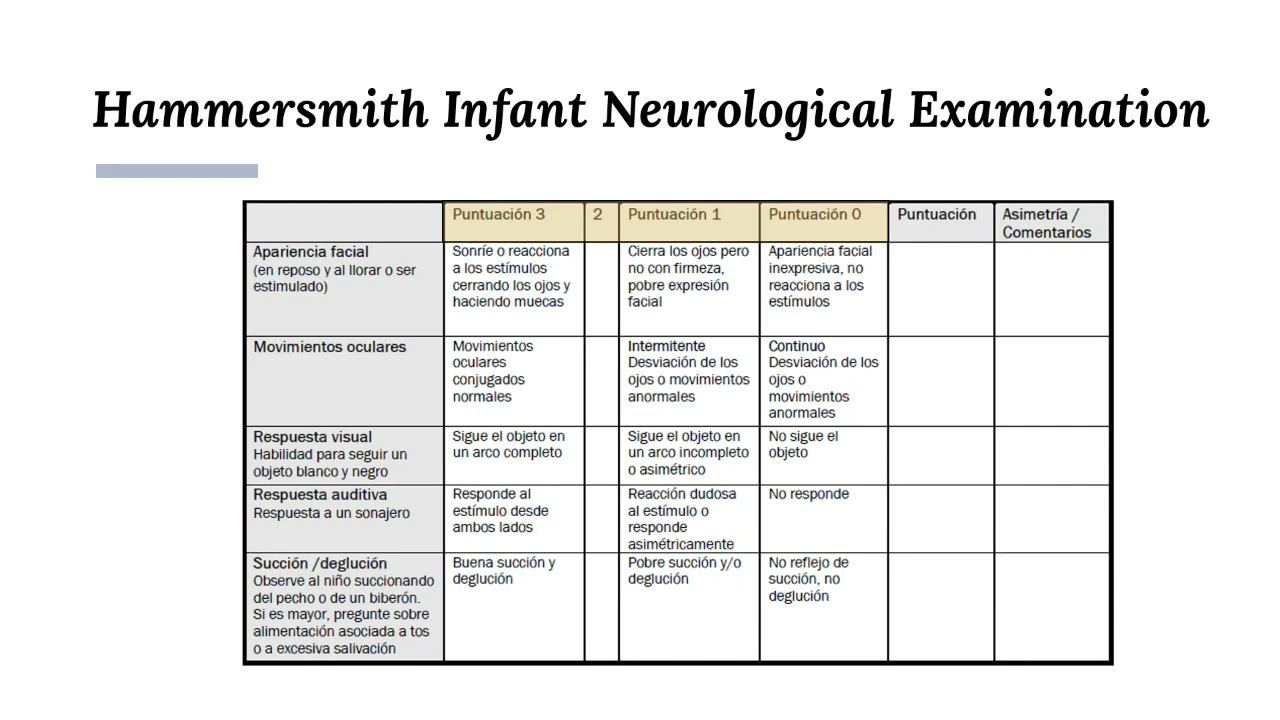 Hammersmith Infant Neurological Examination
Puntuación 3
2
Puntuación 1
Puntuación 0
Puntuación
Asimetría /
Comentarios
Apariencia facial
(en reposo y al llorar o ser
estimulado)
Sonríe o reacciona
a los estímulos
cerrando los ojos y
haciendo muecas
Cierra los ojos pero
no con firmeza,
pobre expresión
facial
Apariencia facial
inexpresiva, no
reacciona a los
estímulos
Movimientos oculares
Movimientos
oculares
conjugados
normales
Intermitente
Desviación de los
ojos o movimientos
anormales
Continuo
Desviación de los
ojos o
movimientos
anormales
Respuesta visual
Habilidad para seguir un
objeto blanco y negro
Sigue el objeto en
un arco completo
Sigue el objeto en
un arco incompleto
o asimétrico
No sigue el
objeto
Respuesta auditiva
Respuesta a un sonajero
Responde al
estímulo desde
ambos lados
Reacción dudosa
al estímulo o
responde
asimétricamente
No responde
Succión /deglución
Observe al niño succionando
del pecho o de un biberón.
Si es mayor, pregunte sobre
alimentación asociada a tos
o a excesiva salivación
Buena succión y
deglución
Pobre succión y/o
deglución
No reflejo de
succión, no
deglución